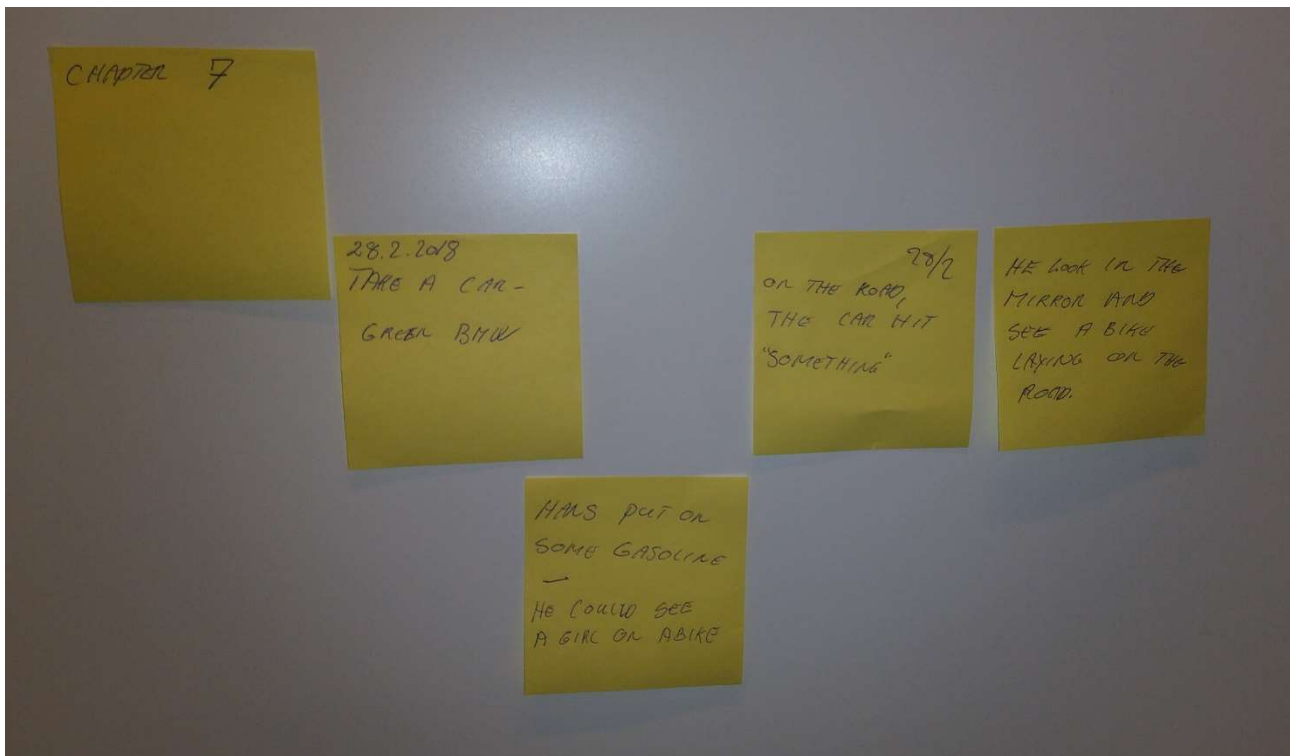 CHAPTER 7
28.2.2018
TAKE A CAR -
GREEN BMW
HANS PUT ON
SOME GASOLINE
—
HE COULD SEE
A GIRL ON ABIKE
28/2
ON THE ROAD,
THE CAR HIT
"SOMETHING"
HE LOOK IN THE
MIRROR AND
SEE A BIKE
LAYING ON THE
ROAD.